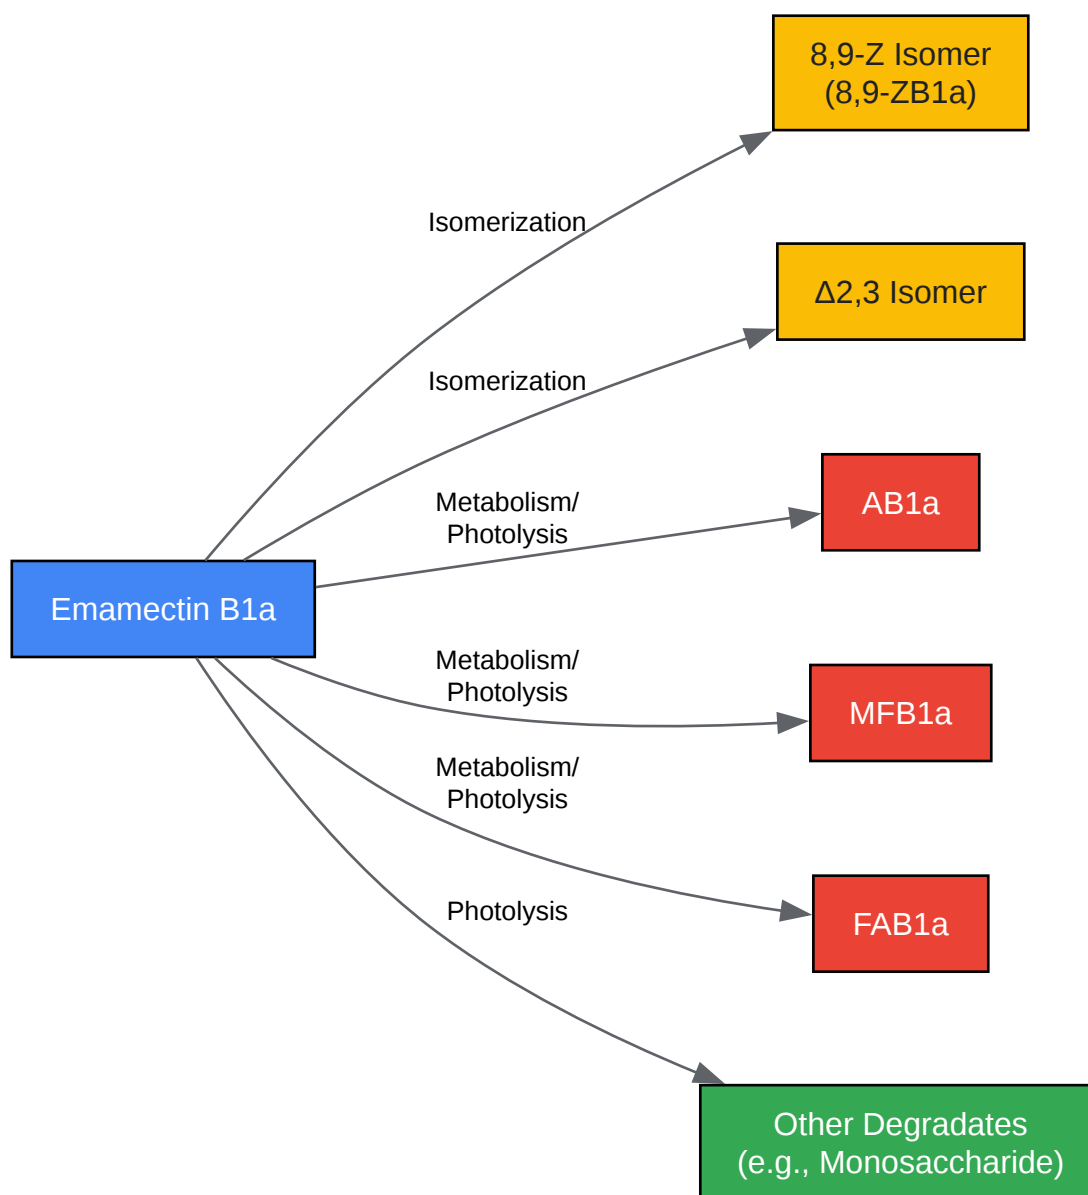 8,9-Z Isomer
(8,9-ZB1a)
Isomerization
Δ2,3 Isomer
Isomerization
AB1a
Metabolism/
Photolysis
Emamectin B1a
Metabolism/
Photolysis
MFB1a
Metabolism/
Photolysis
FAB1a
Photolysis
Other Degradates
(e.g., Monosaccharide)